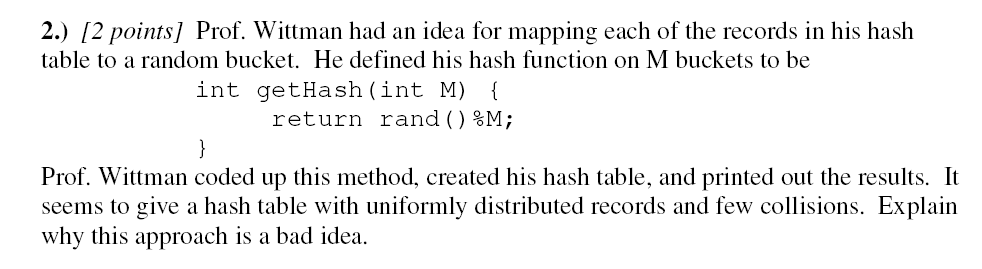 2.) [2 points] Prof. Wittman had an idea for mapping each of the records in his hash
table to a random bucket. He defined his hash function on M buckets to be
int getHash(int M) {
return rand()%M;
}
Prof. Wittman coded up this method, created his hash table, and printed out the results. It
seems to give a hash table with uniformly distributed records and few collisions. Explain
why this approach is a bad idea.